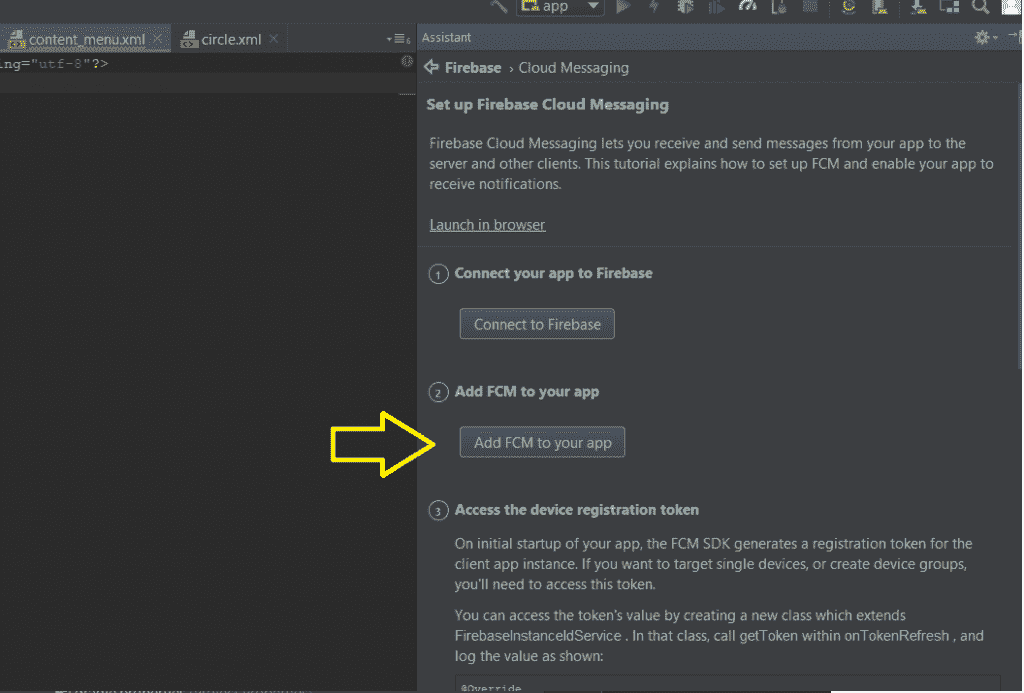 app
content_menu.xml
circle.xml
ing="utf-8"?>
Assistant
Firebase › Cloud Messaging
Set up Firebase Cloud Messaging
Firebase Cloud Messaging lets you receive and send messages from your app to the
server and other clients. This tutorial explains how to set up FCM and enable your app to
receive notifications.
Launch in browser
1 Connect your app to Firebase
Connect to Firebase
2 Add FCM to your app
Add FCM to your app
3 Access the device registration token
On initial startup of your app, the FCM SDK generates a registration token for the
client app instance. If you want to target single devices, or create device groups,
you'll need to access this token.
You can access the token's value by creating a new class which extends
FirebaseInstanceIdService . In that class, call getToken within onTokenRefresh , and
log the value as shown:
@Override